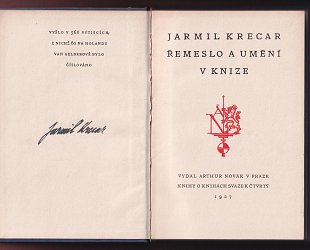 VYŠLO V 568 VÝTISCÍCH,
Z NICHŽ 80 NA HOLANDU
VAN GELDEROVĚ BYLO
ČÍSLOVÁNO
Jarmil Krecar
JARMIL KRECAR
ŘEMESLO A UMĚNÍ
V KNIZE
A N
VYDAL ARTHUR NOVÁK V PRAZE
KNIHY O KNIHÁCH SVAZEK ČTVRTÝ
1927